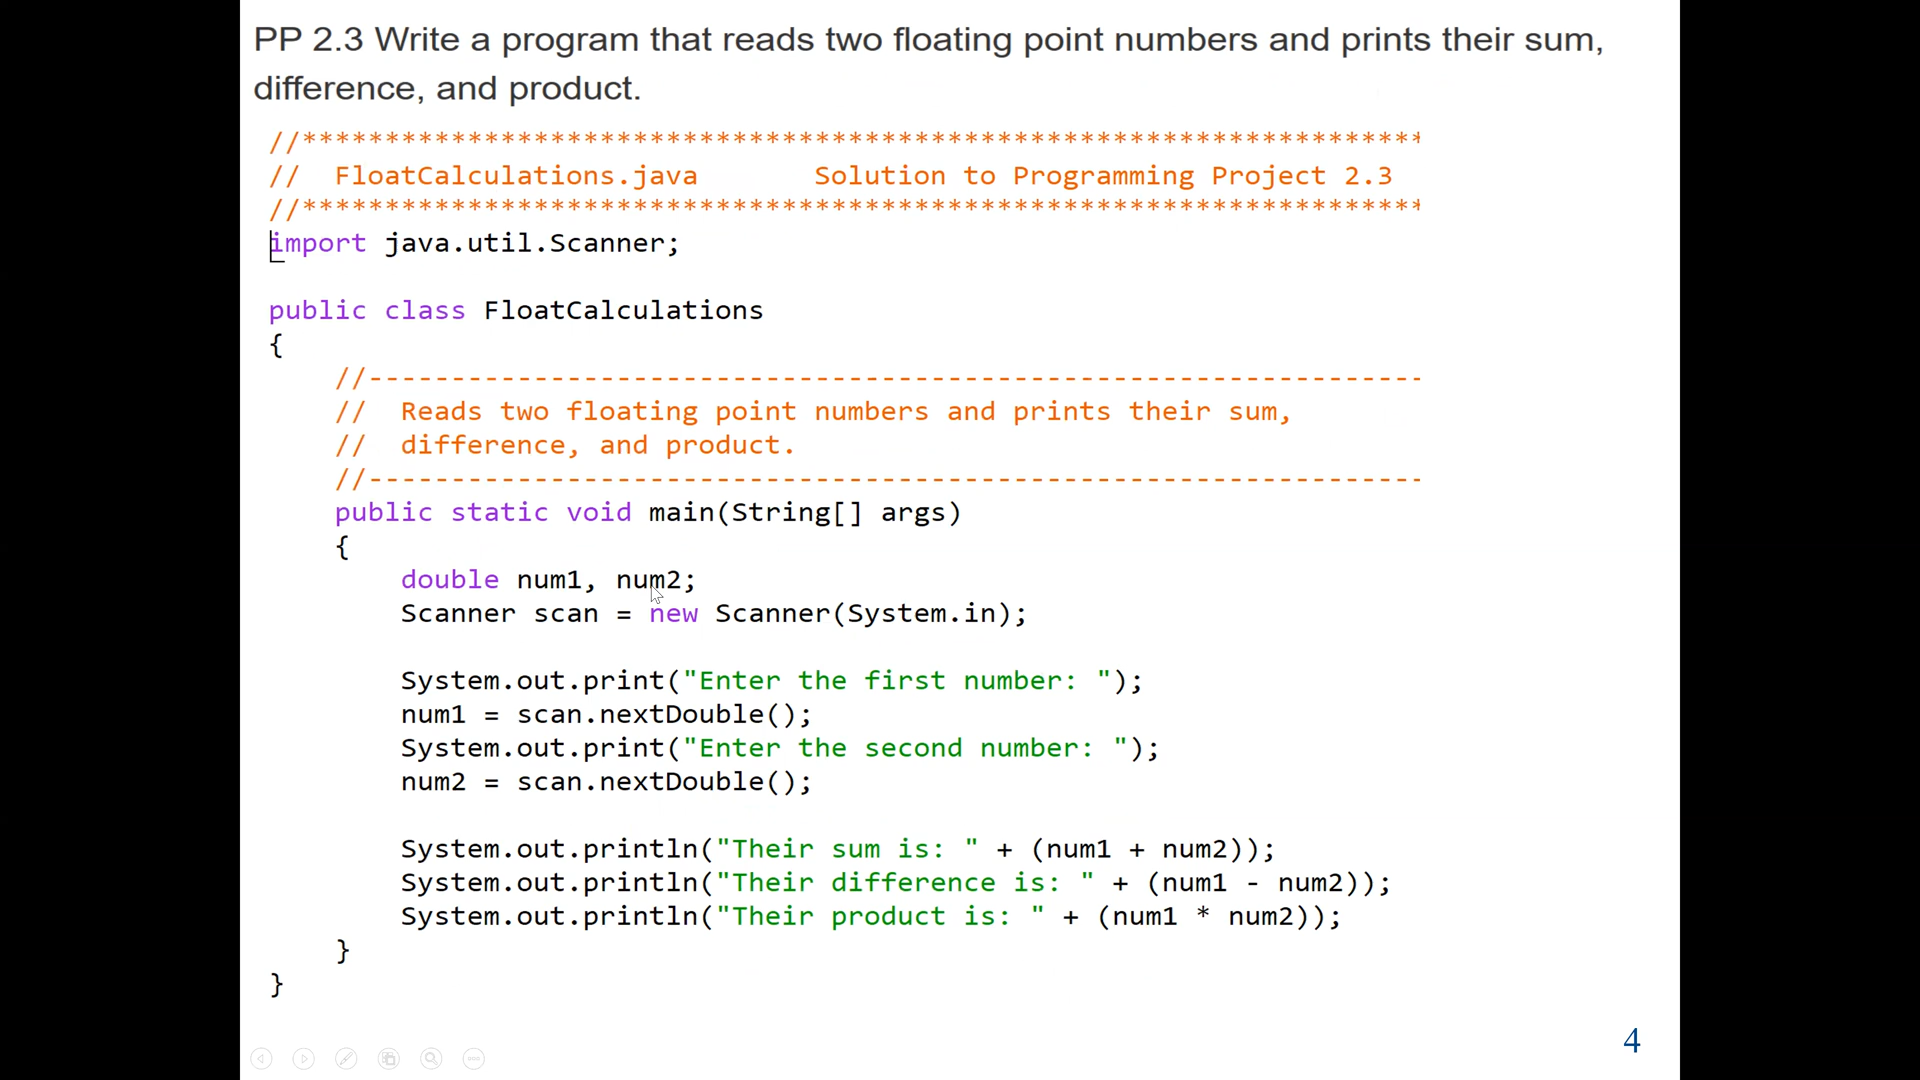 PP 2.3 Write a program that reads two floating point numbers and prints their sum,
difference, and product.
//********************************************************************
//  FloatCalculations.java       Solution to Programming Project 2.3
//********************************************************************
import java.util.Scanner;
public class FloatCalculations
{
    //----------------------------------------------------------------
    //  Reads two floating point numbers and prints their sum,
    //  difference, and product.
    //----------------------------------------------------------------
    public static void main(String[] args)
    {
        double num1, num2;
        Scanner scan = new Scanner(System.in);
        System.out.print("Enter the first number: ");
        num1 = scan.nextDouble();
        System.out.print("Enter the second number: ");
        num2 = scan.nextDouble();
        System.out.println("Their sum is: " + (num1 + num2));
        System.out.println("Their difference is: " + (num1 - num2));
        System.out.println("Their product is: " + (num1 * num2));
    }
}
4